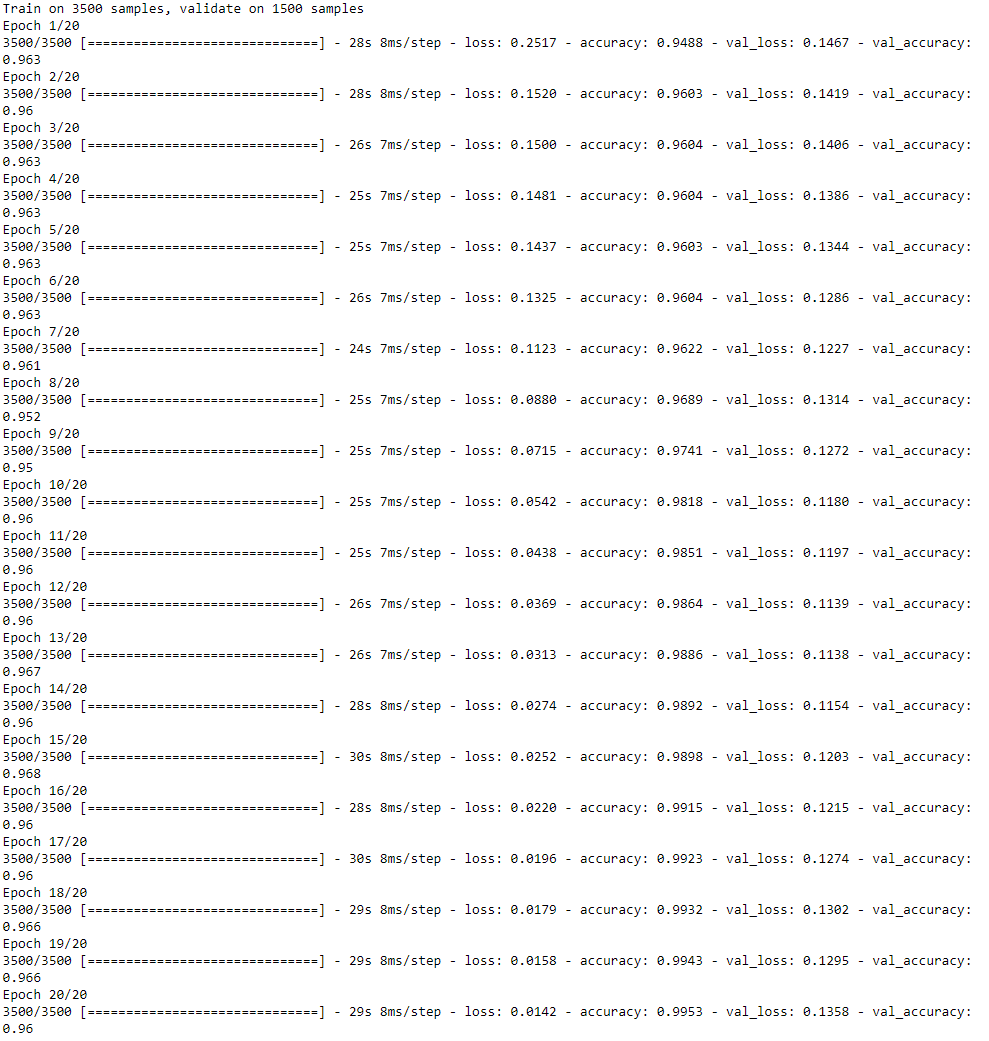 Train on 3500 samples, validate on 1500 samples
Epoch 1/20
3500/3500 [==============================] - 28s 8ms/step - loss: 0.2517 - accuracy: 0.9488 - val_loss: 0.1467 - val_accuracy:
0.963
Epoch 2/20
3500/3500 [==============================] - 28s 8ms/step - loss: 0.1520 - accuracy: 0.9603 - val_loss: 0.1419 - val_accuracy:
0.96
Epoch 3/20
3500/3500 [==============================] - 26s 7ms/step - loss: 0.1500 - accuracy: 0.9604 - val_loss: 0.1406 - val_accuracy:
0.963
Epoch 4/20
3500/3500 [==============================] - 25s 7ms/step - loss: 0.1481 - accuracy: 0.9604 - val_loss: 0.1386 - val_accuracy:
0.963
Epoch 5/20
3500/3500 [==============================] - 25s 7ms/step - loss: 0.1437 - accuracy: 0.9603 - val_loss: 0.1344 - val_accuracy:
0.963
Epoch 6/20
3500/3500 [==============================] - 26s 7ms/step - loss: 0.1325 - accuracy: 0.9604 - val_loss: 0.1286 - val_accuracy:
0.963
Epoch 7/20
3500/3500 [==============================] - 24s 7ms/step - loss: 0.1123 - accuracy: 0.9622 - val_loss: 0.1227 - val_accuracy:
0.961
Epoch 8/20
3500/3500 [==============================] - 25s 7ms/step - loss: 0.0880 - accuracy: 0.9689 - val_loss: 0.1314 - val_accuracy:
0.952
Epoch 9/20
3500/3500 [==============================] - 25s 7ms/step - loss: 0.0715 - accuracy: 0.9741 - val_loss: 0.1272 - val_accuracy:
0.95
Epoch 10/20
3500/3500 [==============================] - 25s 7ms/step - loss: 0.0542 - accuracy: 0.9818 - val_loss: 0.1180 - val_accuracy:
0.96
Epoch 11/20
3500/3500 [==============================] - 25s 7ms/step - loss: 0.0438 - accuracy: 0.9851 - val_loss: 0.1197 - val_accuracy:
0.96
Epoch 12/20
3500/3500 [==============================] - 26s 7ms/step - loss: 0.0369 - accuracy: 0.9864 - val_loss: 0.1139 - val_accuracy:
0.96
Epoch 13/20
3500/3500 [==============================] - 26s 7ms/step - loss: 0.0313 - accuracy: 0.9886 - val_loss: 0.1138 - val_accuracy:
0.967
Epoch 14/20
3500/3500 [==============================] - 28s 8ms/step - loss: 0.0274 - accuracy: 0.9892 - val_loss: 0.1154 - val_accuracy:
0.96
Epoch 15/20
3500/3500 [==============================] - 30s 8ms/step - loss: 0.0252 - accuracy: 0.9898 - val_loss: 0.1203 - val_accuracy:
0.968
Epoch 16/20
3500/3500 [==============================] - 28s 8ms/step - loss: 0.0220 - accuracy: 0.9915 - val_loss: 0.1215 - val_accuracy:
0.96
Epoch 17/20
3500/3500 [==============================] - 30s 8ms/step - loss: 0.0196 - accuracy: 0.9923 - val_loss: 0.1274 - val_accuracy:
0.96
Epoch 18/20
3500/3500 [==============================] - 29s 8ms/step - loss: 0.0179 - accuracy: 0.9932 - val_loss: 0.1302 - val_accuracy:
0.966
Epoch 19/20
3500/3500 [==============================] - 29s 8ms/step - loss: 0.0158 - accuracy: 0.9943 - val_loss: 0.1295 - val_accuracy:
0.966
Epoch 20/20
3500/3500 [==============================] - 29s 8ms/step - loss: 0.0142 - accuracy: 0.9953 - val_loss: 0.1358 - val_accuracy:
0.96